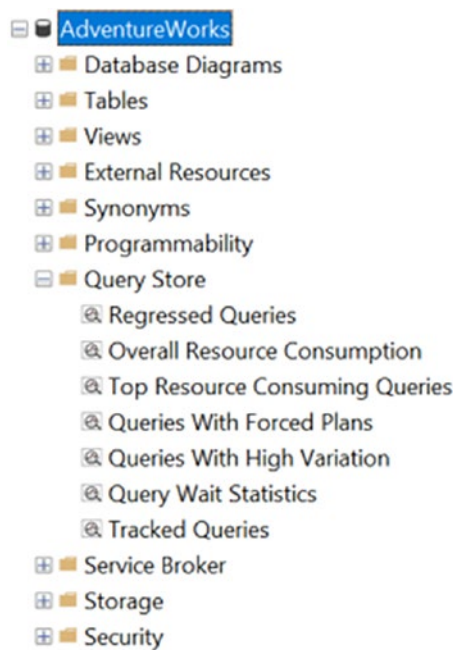 AdventureWorks
Database Diagrams
Tables
Views
External Resources
Synonyms
Programmability
Query Store
Regressed Queries
Overall Resource Consumption
Top Resource Consuming Queries
Queries With Forced Plans
Queries With High Variation
Query Wait Statistics
Tracked Queries
Service Broker
Storage
Security